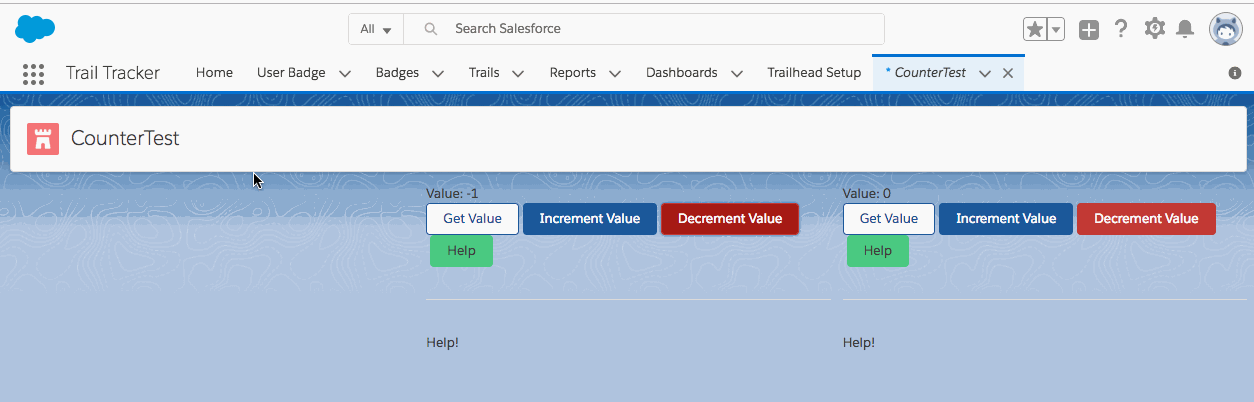 All Search Salesforce
Trail Tracker Home User Badge Badges Trails Reports Dashboards Trailhead Setup * CounterTest
CounterTest
Value: -1 Value: 0
Get Value Increment Value Decrement Value Get Value Increment Value Decrement Value
Help Help
Help! Help!